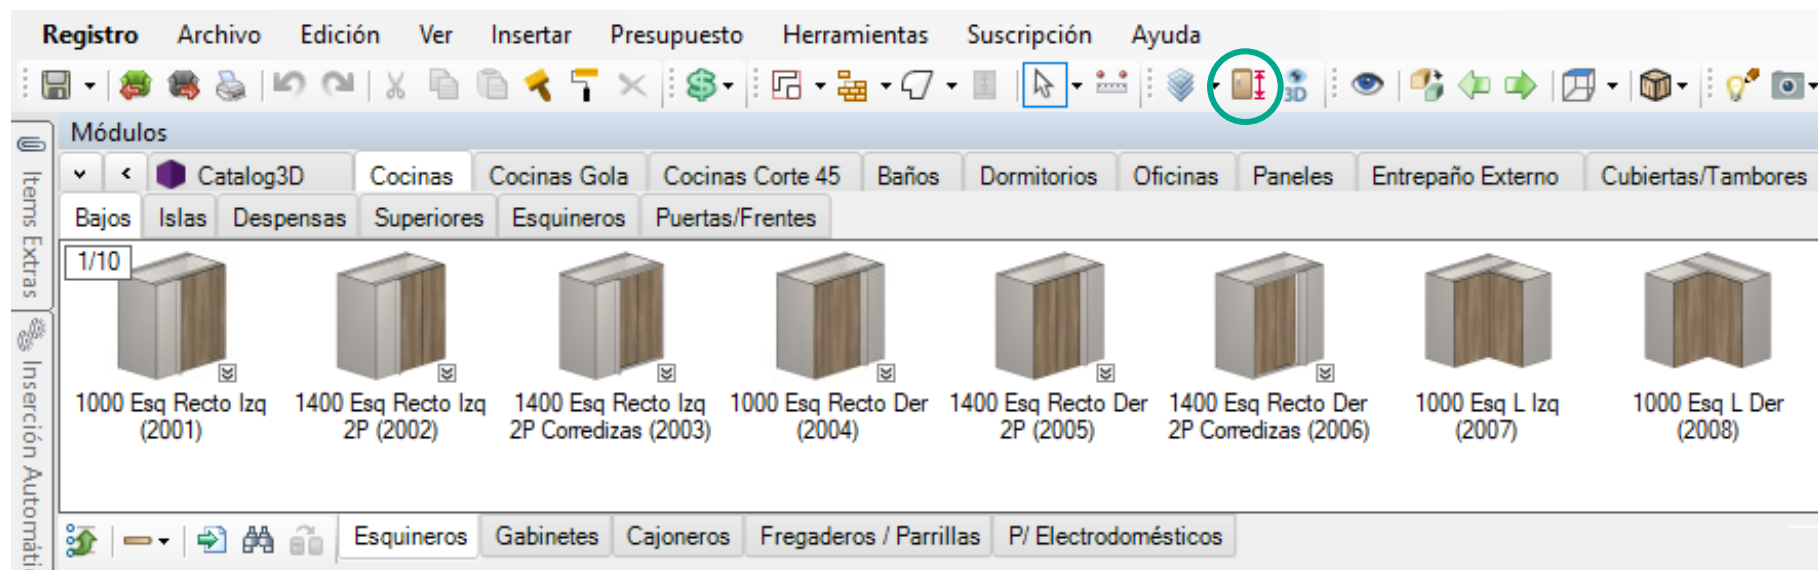 Registro Archivo Edición Ver Insertar Presupuesto Herramientas Suscripción Ayuda
3D
Módulos
Catalog3D Cocinas Cocinas Gola Cocinas Corte 45 Baños Dormitorios Oficinas Paneles Entrepaño Externo Cubiertas/Tambores
Bajos Islas Despensas Superiores Esquineros Puertas/Frentes
1/10
1000 Esq Recto Izq
(2001)
1400 Esq Recto Izq
2P (2002)
1400 Esq Recto Izq
2P Corredizas (2003)
1000 Esq Recto Der
(2004)
1400 Esq Recto Der
2P (2005)
1400 Esq Recto Der
2P Corredizas (2006)
1000 Esq L Izq
(2007)
1000 Esq L Der
(2008)
Esquineros Gabinetes Cajoneros Fregaderos / Parrillas P/ Electrodomésticos
Items Extras
Inserción Automáti